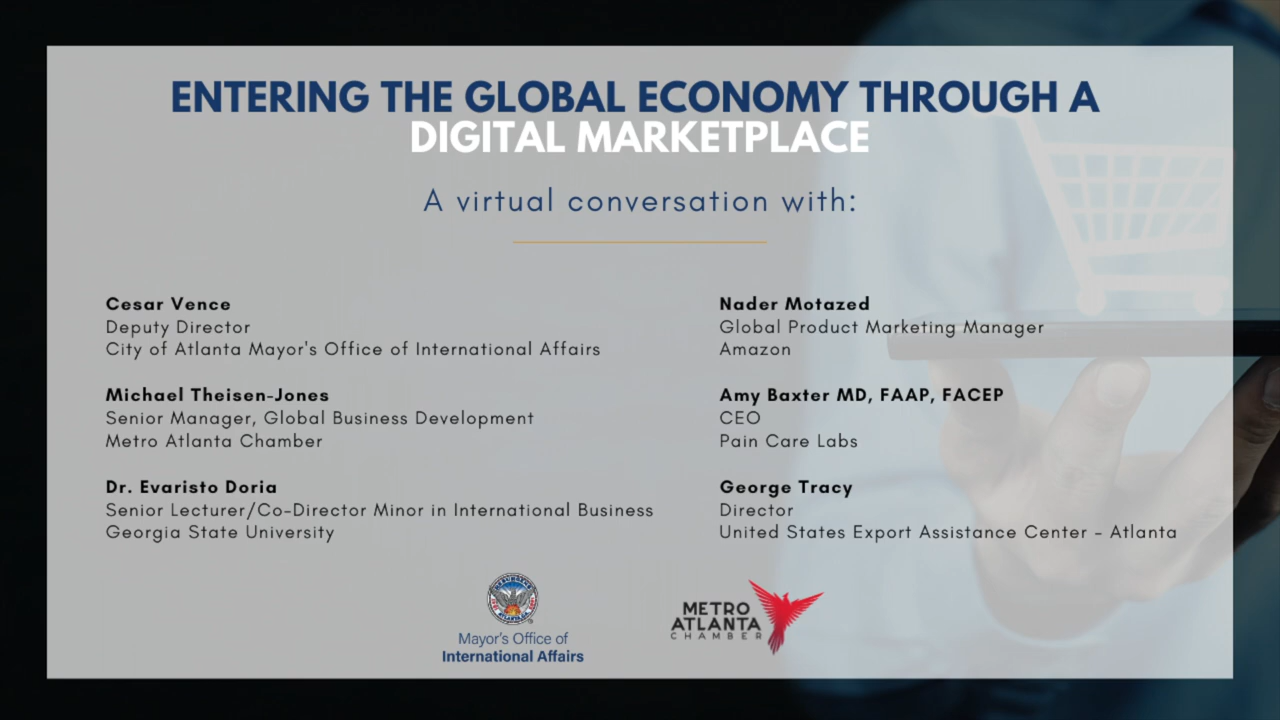 ENTERING THE GLOBAL ECONOMY THROUGH A
DIGITAL MARKETPLACE
A virtual conversation with:
Cesar Vence
Deputy Director
City of Atlanta Mayor's Office of International Affairs
Michael Theisen-Jones
Senior Manager, Global Business Development
Metro Atlanta Chamber
Dr. Evaristo Doria
Senior Lecturer/Co-Director Minor in International Business
Georgia State University
Nader Motazed
Global Product Marketing Manager
Amazon
Amy Baxter MD, FAAP, FACEP
CEO
Pain Care Labs
George Tracy
Director
United States Export Assistance Center - Atlanta
Mayor's Office of
International Affairs
METRO
ATLANTA
CHAMBER